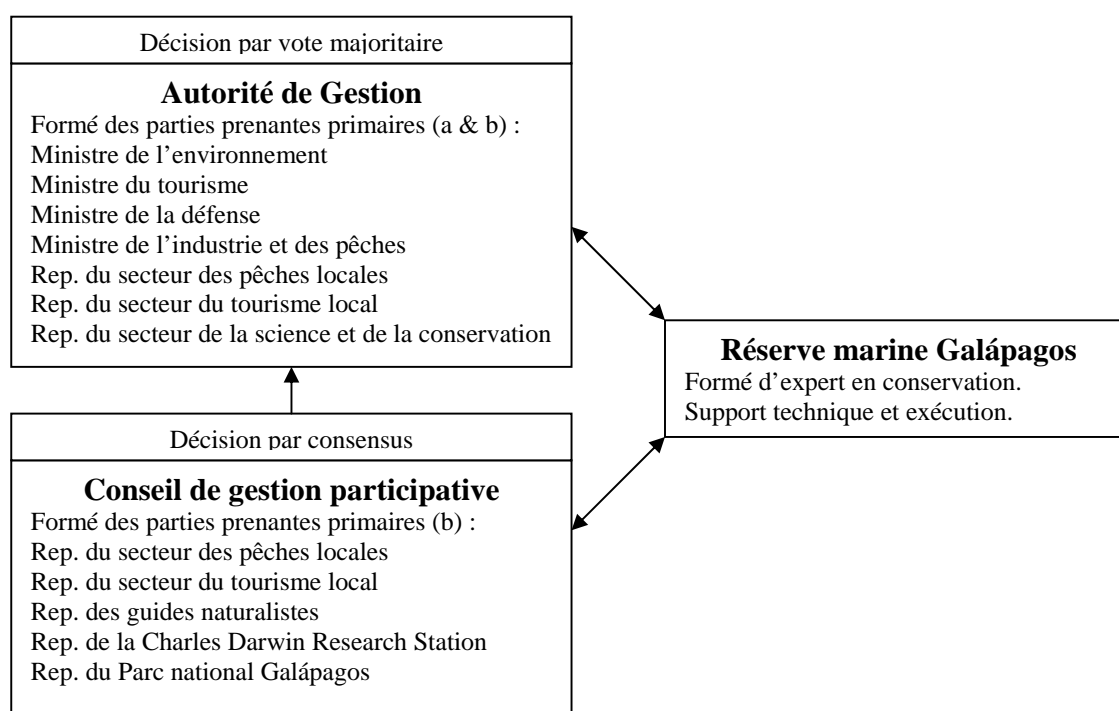 Décision par vote majoritaire
Autorité de Gestion
Formé des parties prenantes primaires (a & b) :
Ministre de l'environnement
Ministre du tourisme
Ministre de la défense
Ministre de l'industrie et des pêches
Rep. du secteur des pêches locales
Rep. du secteur du tourisme local
Rep. du secteur de la science et de la conservation
Réserve marine Galápagos
Formé d'expert en conservation.
Support technique et exécution.
Décision par consensus
Conseil de gestion participative
Formé des parties prenantes primaires (b) :
Rep. du secteur des pêches locales
Rep. du secteur du tourisme local
Rep. des guides naturalistes
Rep. de la Charles Darwin Research Station
Rep. du Parc national Galápagos